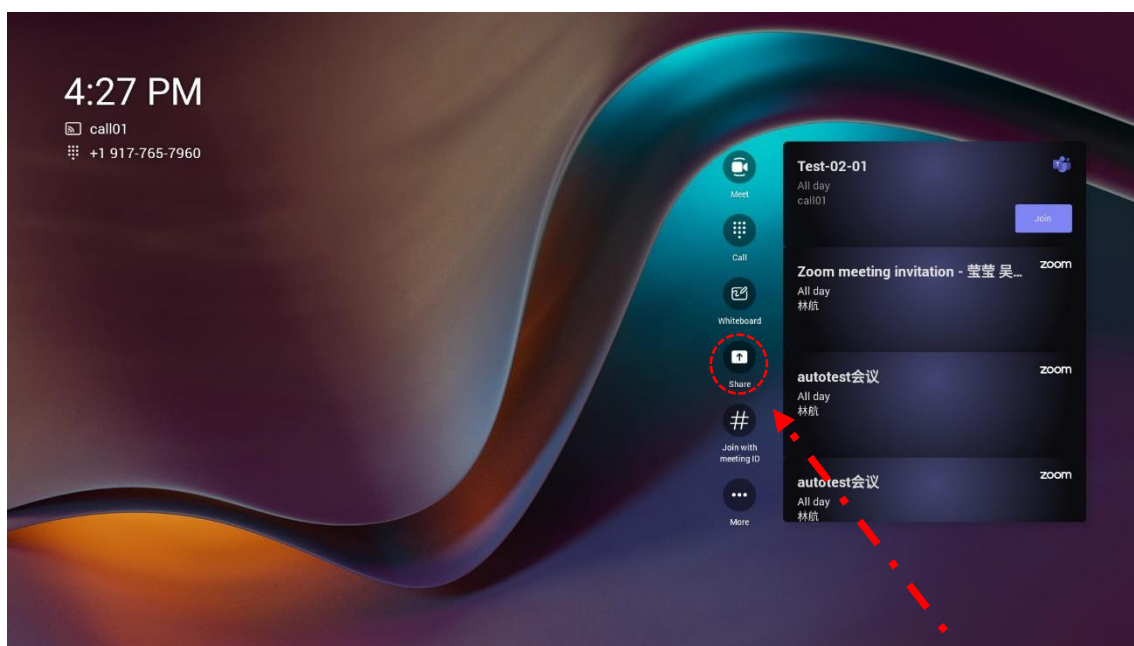 4:27 PM
call01
+1 917-765-7960
Meet
Call
Whiteboard
Share
Join with
meeting ID
More
Test-02-01
All day
call01
Join
Zoom meeting invitation - 莹莹 吴...
zoom
All day
林航
autotest会议
zoom
All day
林航
autotest会议
zoom
All day
林航